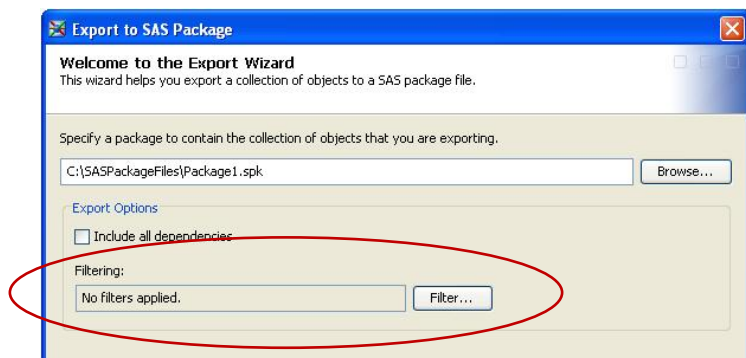 Export to SAS Package
Welcome to the Export Wizard
This wizard helps you export a collection of objects to a SAS package file.
Specify a package to contain the collection of objects that you are exporting.
C:\SASPackageFiles\Package1.spk
Browse...
Export Options
Include all dependencies
Filtering:
No filters applied.
Filter...